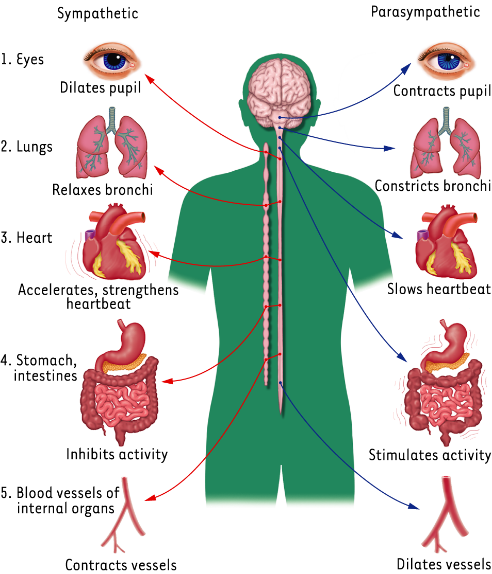 Sympathetic
Parasympathetic
1. Eyes
Dilates pupil
Contracts pupil
2. Lungs
Relaxes bronchi
Constricts bronchi
3. Heart
Accelerates, strengthens
heartbeat
Slows heartbeat
4. Stomach,
intestines
Inhibits activity
Stimulates activity
5. Blood vessels of
internal organs
Contracts vessels
Dilates vessels